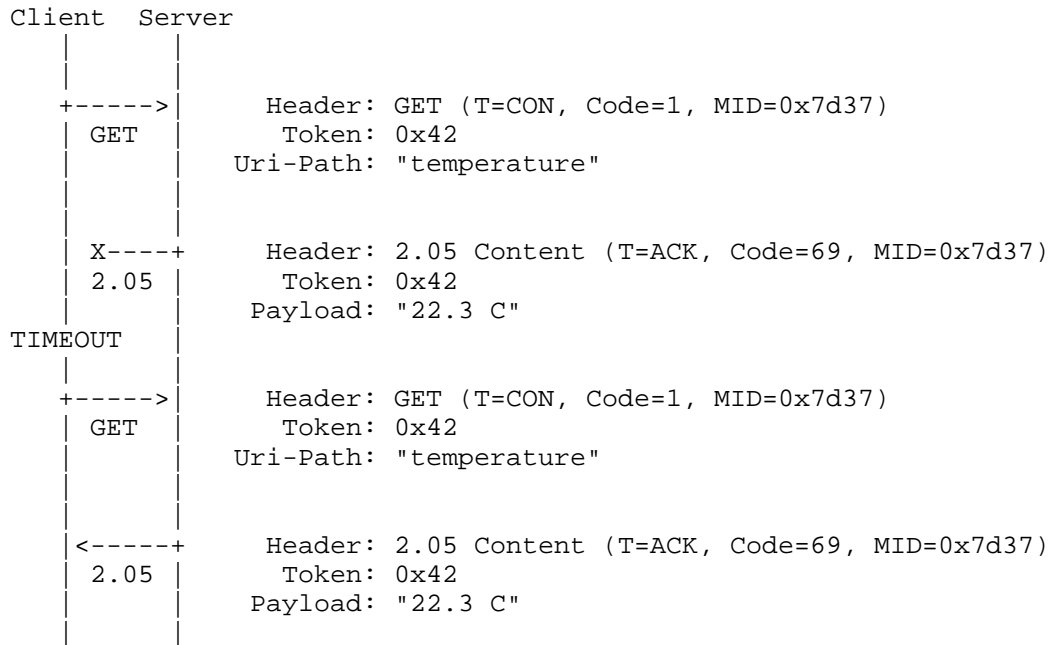 Client  Server
Header: GET (T=CON, Code=1, MID=0x7d37)
GET Token: 0x42
Uri-Path: "temperature"
X----+ Header: 2.05 Content (T=ACK, Code=69, MID=0x7d37)
2.05 Token: 0x42
Payload: "22.3 C"
TIMEOUT
Header: GET (T=CON, Code=1, MID=0x7d37)
GET Token: 0x42
Uri-Path: "temperature"
Header: 2.05 Content (T=ACK, Code=69, MID=0x7d37)
2.05 Token: 0x42
Payload: "22.3 C"